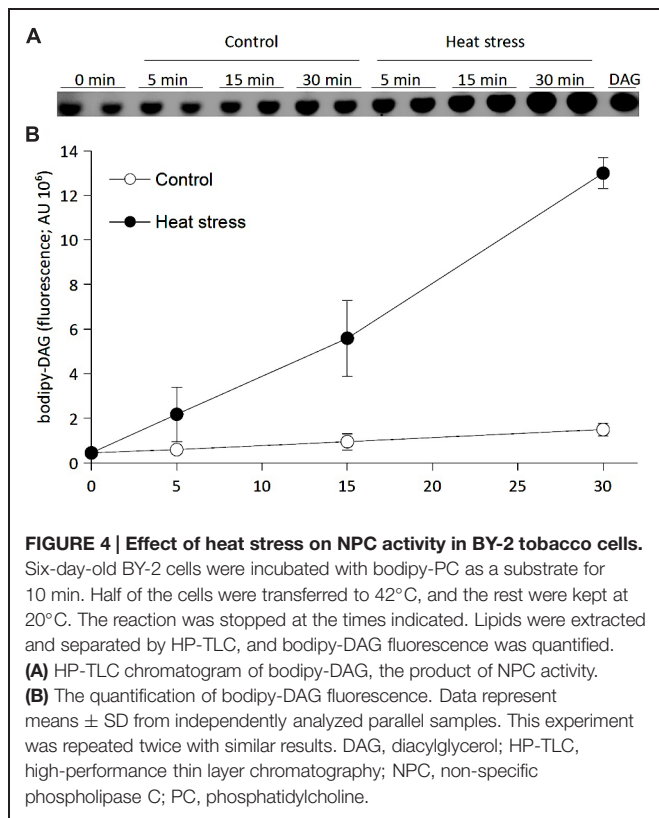 A
Control Heat stress
0 min 5 min 15 min 30 min 5 min 15 min 30 min DAG
B
14
12
10
8
6
4
2
0
bodipy-DAG (fluorescence; AU 10⁶)
Control
Heat stress
0 5 10 15 20 25 30
FIGURE 4 | Effect of heat stress on NPC activity in BY-2 tobacco cells.
Six-day-old BY-2 cells were incubated with bodipy-PC as a substrate for
10 min. Half of the cells were transferred to 42°C, and the rest were kept at
20°C. The reaction was stopped at the times indicated. Lipids were extracted
and separated by HP-TLC, and bodipy-DAG fluorescence was quantified.
(A) HP-TLC chromatogram of bodipy-DAG, the product of NPC activity.
(B) The quantification of bodipy-DAG fluorescence. Data represent
means ± SD from independently analyzed parallel samples. This experiment
was repeated twice with similar results. DAG, diacylglycerol; HP-TLC,
high-performance thin layer chromatography; NPC, non-specific
phospholipase C; PC, phosphatidylcholine.